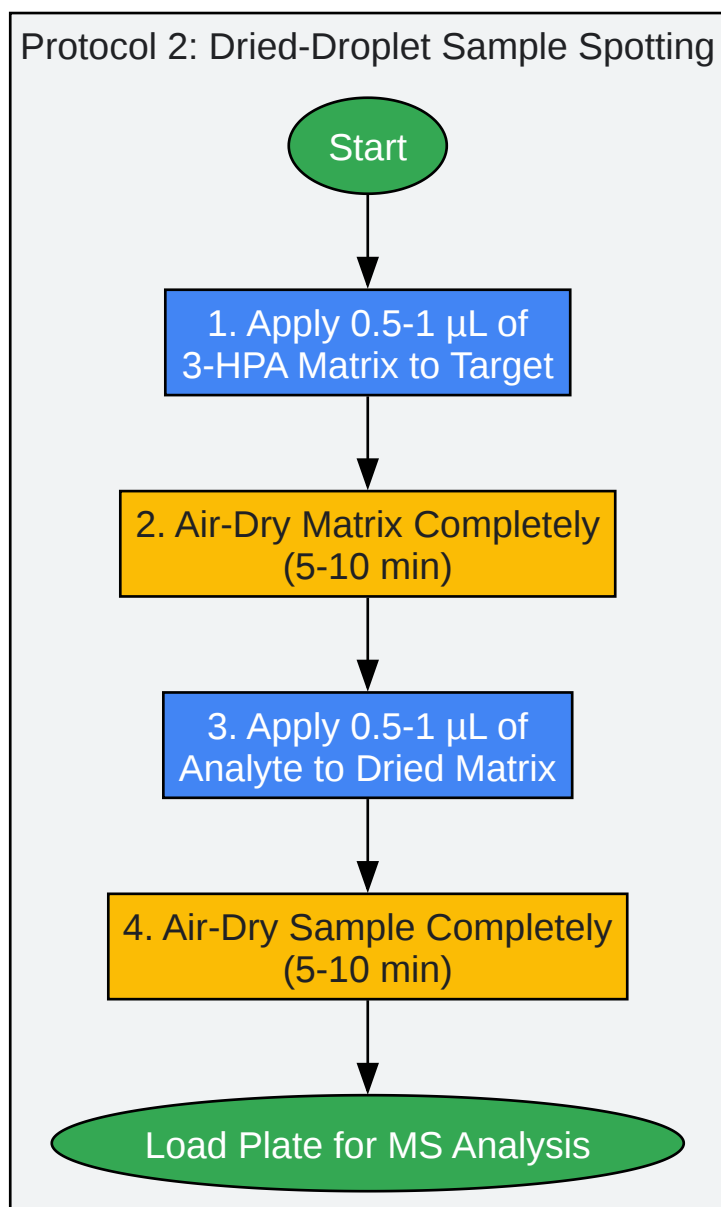 Protocol 2: Dried-Droplet Sample Spotting
Start
1. Apply 0.5-1 µL of
3-HPA Matrix to Target
2. Air-Dry Matrix Completely
(5-10 min)
3. Apply 0.5-1 µL of
Analyte to Dried Matrix
4. Air-Dry Sample Completely
(5-10 min)
Load Plate for MS Analysis